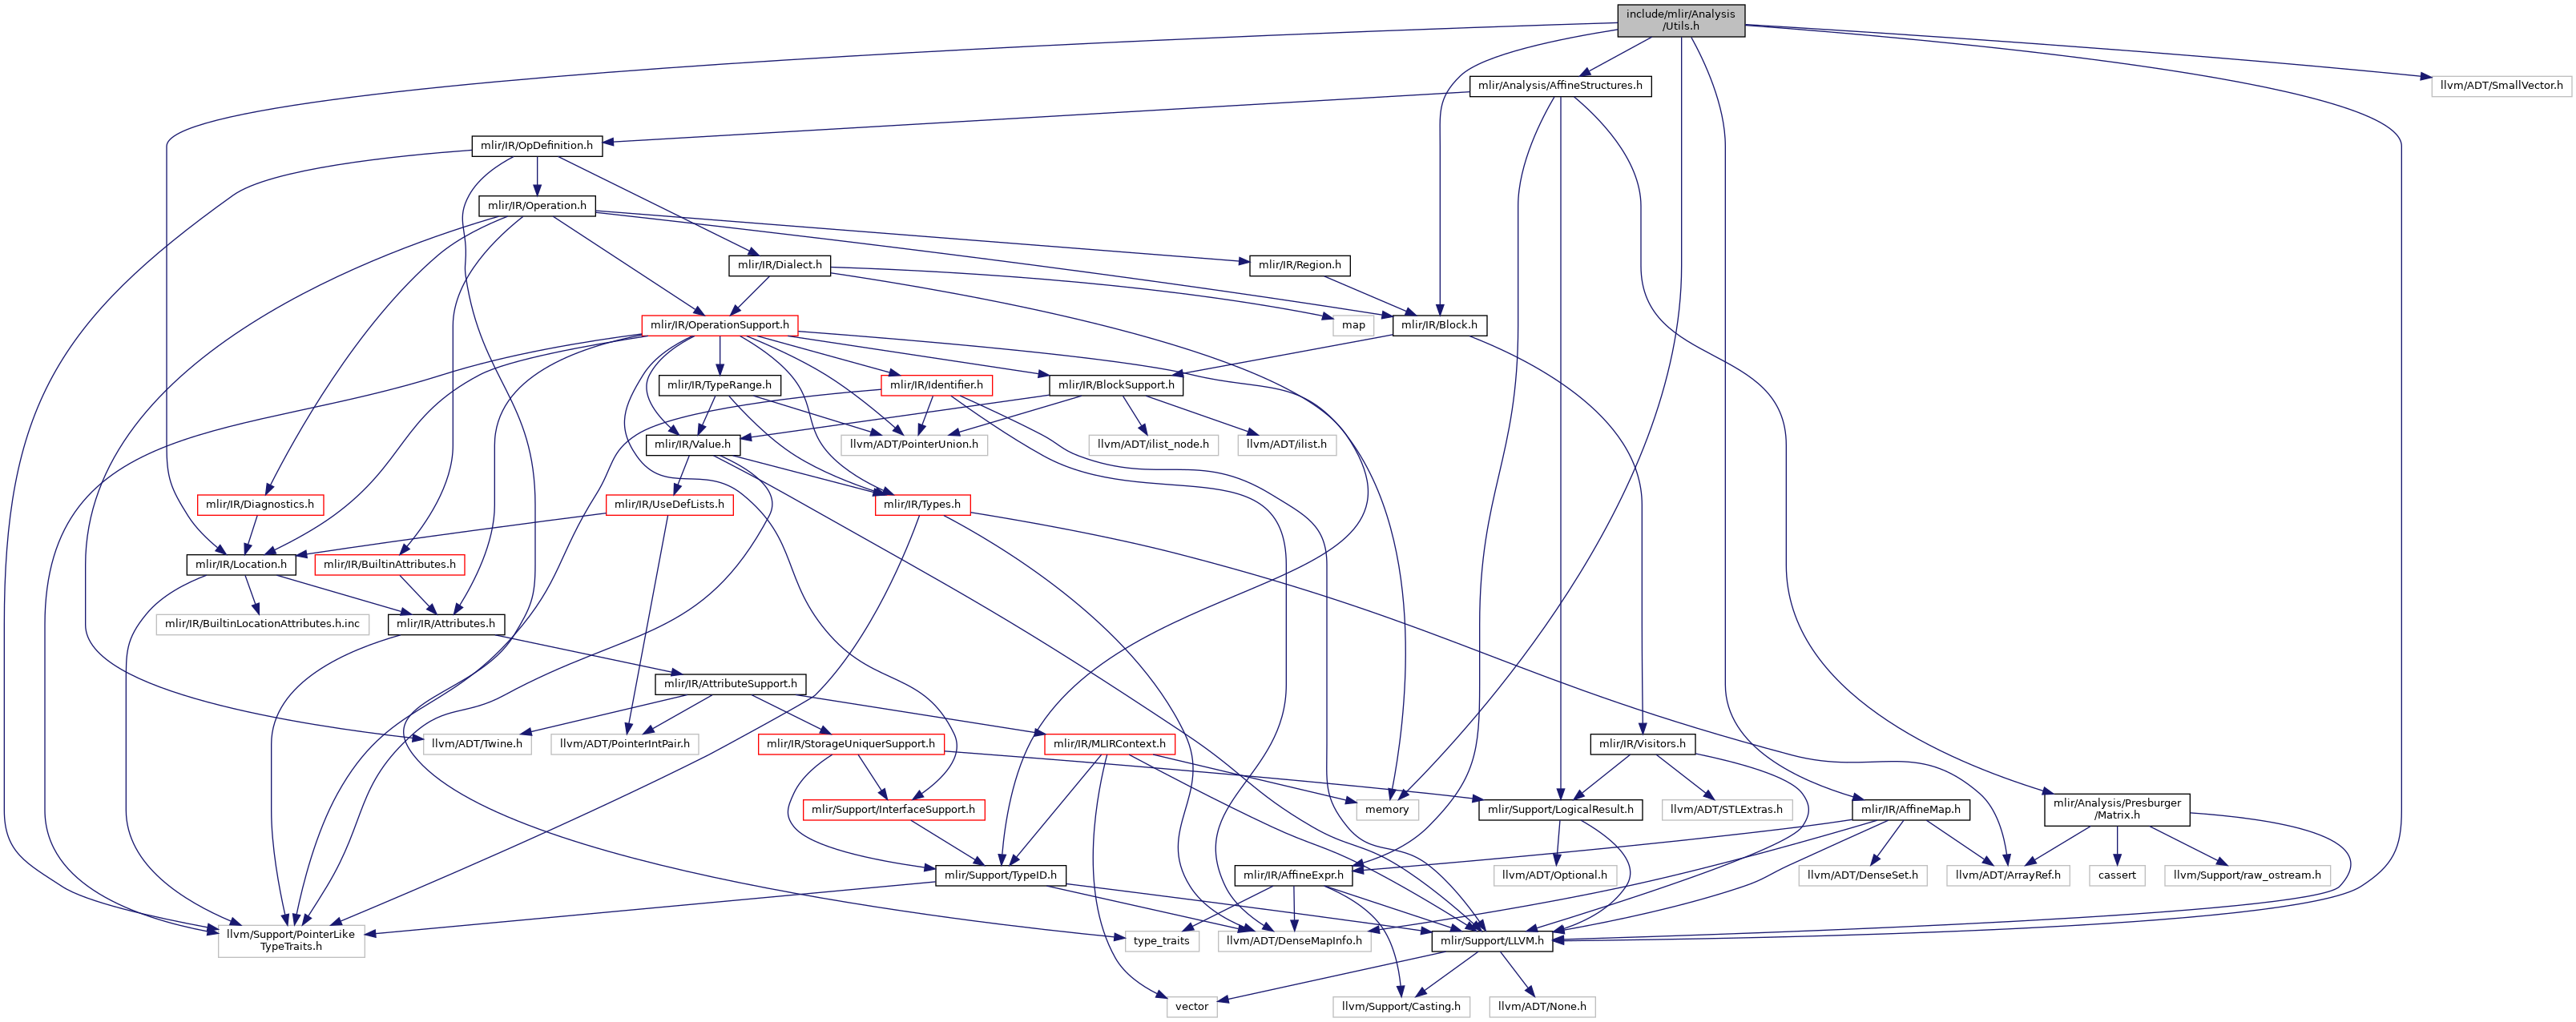 include/mlir/Analysis
/Utils.h
mlir/Analysis/AffineStructures.h
llvm/ADT/SmallVector.h
mlir/IR/OpDefinition.h
mlir/IR/Operation.h
mlir/IR/Dialect.h
mlir/IR/Region.h
mlir/IR/OperationSupport.h
map
mlir/IR/Block.h
mlir/IR/TypeRange.h
mlir/IR/Identifier.h
mlir/IR/BlockSupport.h
mlir/IR/Value.h
llvm/ADT/PointerUnion.h
llvm/ADT/ilist_node.h
llvm/ADT/ilist.h
mlir/IR/Diagnostics.h
mlir/IR/UseDefLists.h
mlir/IR/Types.h
mlir/IR/Location.h
mlir/IR/BuiltinAttributes.h
mlir/IR/BuiltinLocationAttributes.h.inc
mlir/IR/Attributes.h
mlir/IR/AttributeSupport.h
llvm/ADT/Twine.h
llvm/ADT/PointerIntPair.h
mlir/IR/StorageUniquerSupport.h
mlir/IR/MLIRContext.h
mlir/IR/Visitors.h
mlir/Support/InterfaceSupport.h
memory
mlir/Support/LogicalResult.h
llvm/ADT/STLExtras.h
mlir/IR/AffineMap.h
mlir/Analysis/Presburger
/Matrix.h
mlir/Support/TypeID.h
mlir/IR/AffineExpr.h
llvm/ADT/Optional.h
llvm/ADT/DenseSet.h
llvm/ADT/ArrayRef.h
cassert
llvm/Support/raw_ostream.h
llvm/Support/PointerLike
TypeTraits.h
type_traits
llvm/ADT/DenseMapInfo.h
mlir/Support/LLVM.h
vector
llvm/Support/Casting.h
llvm/ADT/None.h